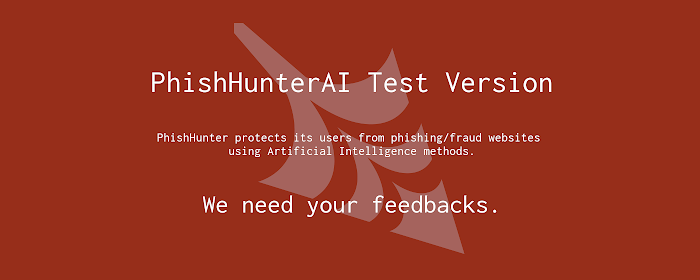 PhishHunterAI Test Version
PhishHunter protects its users from phishing/fraud websites
using Artificial Intelligence methods.
We need your feedbacks.